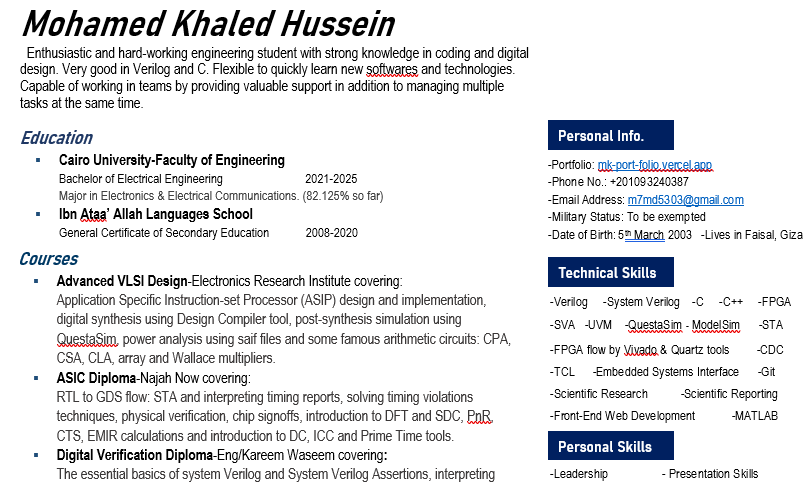 Mohamed Khaled Hussein
Enthusiastic and hard-working engineering student with strong knowledge in coding and digital
design. Very good in Verilog and C. Flexible to quickly learn new softwares and technologies.
Capable of working in teams by providing valuable support in addition to managing multiple
tasks at the same time.
Education
▪ Cairo University-Faculty of Engineering
Bachelor of Electrical Engineering 2021-2025
Major in Electronics & Electrical Communications. (82.125% so far)
▪ Ibn Ataa’ Allah Languages School
General Certificate of Secondary Education 2008-2020
Courses
▪ Advanced VLSI Design-Electronics Research Institute covering:
Application Specific Instruction-set Processor (ASIP) design and implementation,
digital synthesis using Design Compiler tool, post-synthesis simulation using
QuestaSim, power analysis using saif files and some famous arithmetic circuits: CPA,
CSA, CLA, array and Wallace multipliers.
▪ ASIC Diploma-Najah Now covering:
RTL to GDS flow: STA and interpreting timing reports, solving timing violations
techniques, physical verification, chip signoffs, introduction to DFT and SDC, PnR,
CTS, EMIR calculations and introduction to DC, ICC and Prime Time tools.
▪ Digital Verification Diploma-Eng/Kareem Waseem covering:
The essential basics of system Verilog and System Verilog Assertions, interpreting
Personal Info.
-Portfolio: mk-port-folio.vercel.app
-Phone No.: +201093240387
-Email Address: m7md5303@gmail.com
-Military Status: To be exempted
-Date of Birth: 5th March 2003 -Lives in Faisal, Giza
Technical Skills
-Verilog -System Verilog -C -C++ -FPGA
-SVA -UVM -QuestaSim - ModelSim -STA
-FPGA flow by Vivado & Quartz tools -CDC
-TCL -Embedded Systems Interface -Git
-Scientific Research -Scientific Reporting
-Front-End Web Development -MATLAB
Personal Skills
-Leadership - Presentation Skills